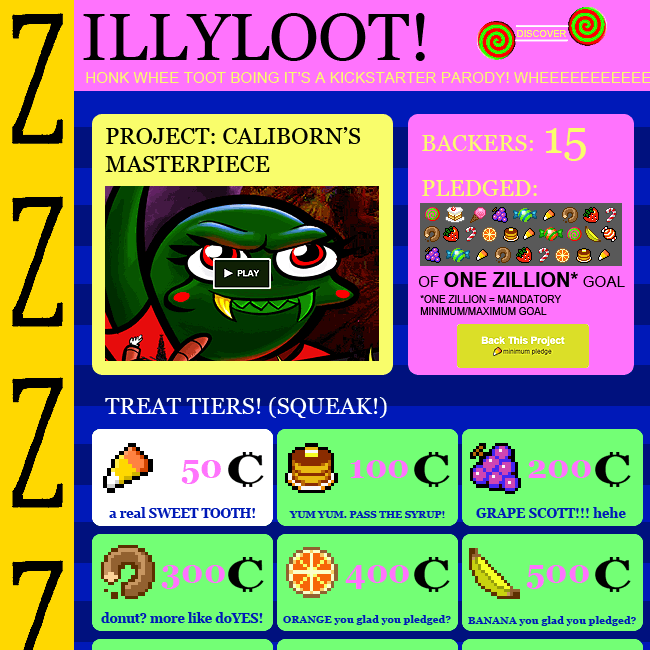 ILLYLOOT!
DISCOVER
HONK WHEE TOOT BOING IT'S A KICKSTARTER PARODY! WHEEEEEEEEEEE
Z
Z
Z
Z
PROJECT: CALIBORN'S
MASTERPIECE
PLAY
BACKERS: 15
PLEDGED:
OF ONE ZILLION* GOAL
*ONE ZILLION = MANDATORY
MINIMUM/MAXIMUM GOAL
Back This Project
minimum pledge
TREAT TIERS! (SQUEAK!)
50 ₵
a real SWEET TOOTH!
100 ₵
YUM YUM. PASS THE SYRUP!
200 ₵
GRAPE SCOTT!!! hehe
300 ₵
donut? more like doYES!
400 ₵
ORANGE you glad you pledged?
500 ₵
BANANA you glad you pledged?